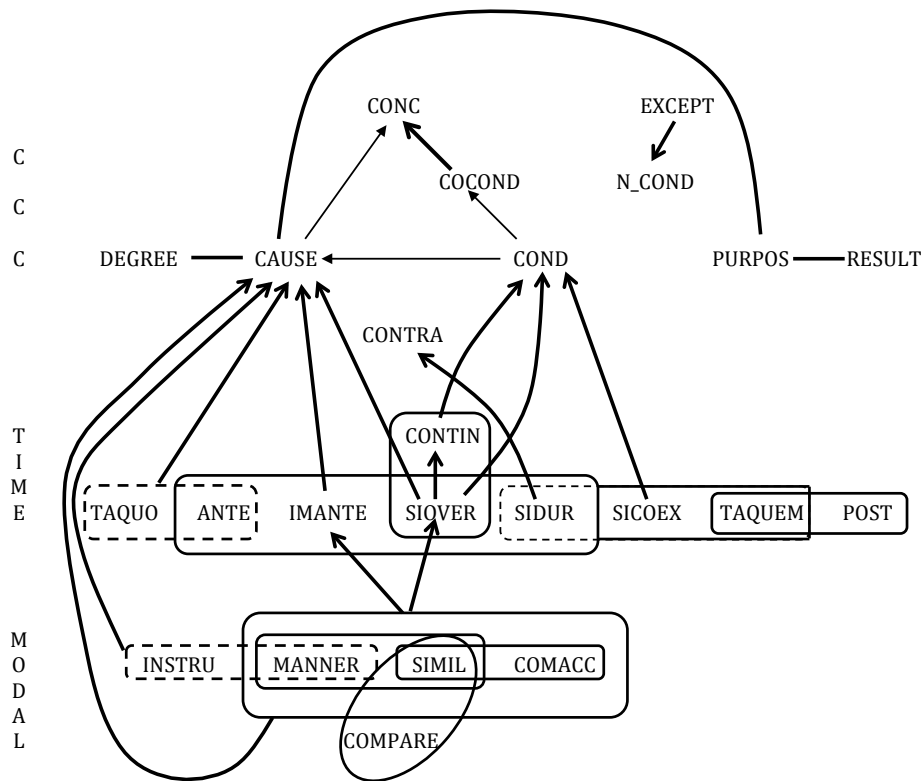 CONC EXCEPT
C
COCOND N_COND
C
C DEGREE CAUSE COND PURPOS RESULT
CONTRA
T CONTIN
I
M
E TAQUO ANTE IMANTE SIOVER SIDUR SICOEX TAQUEM POST
M
O INSTRU MANNER SIMIL COMACC
D
A
L COMPARE